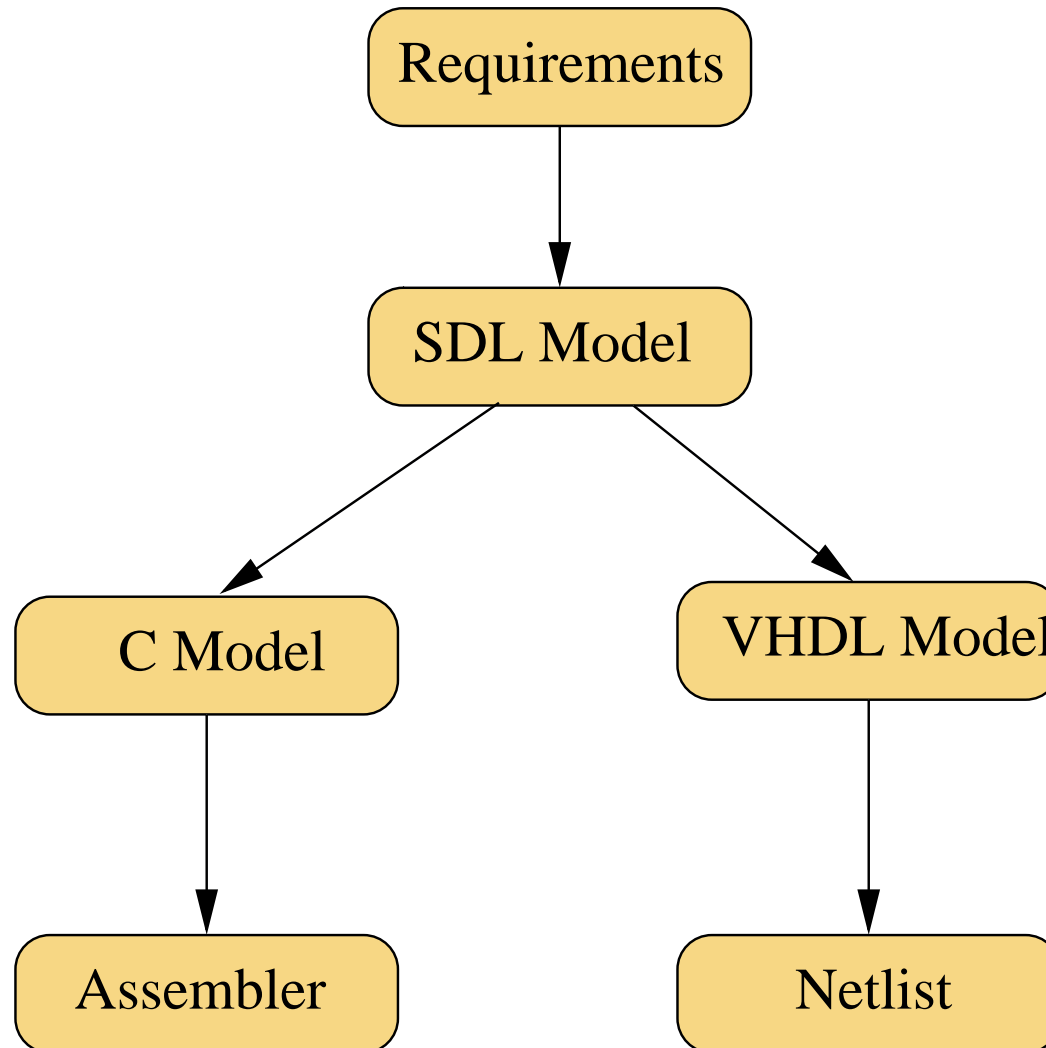 Requirements
SDL Model
C Model
VHDL Model
Assembler
Netlist